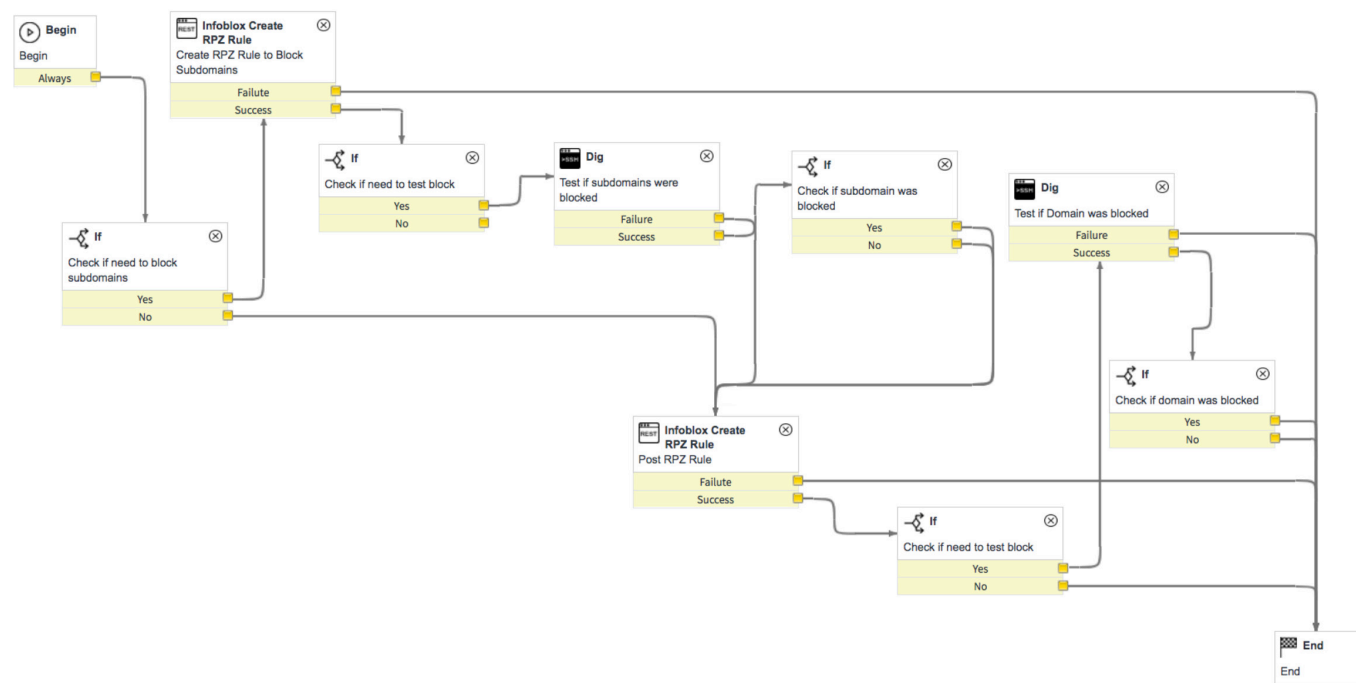 Begin
Begin
Always
REST
Infoblox Create
RPZ Rule
Create RPZ Rule to Block
Subdomains
Failute
Success
If
Check if need to test block
Yes
No
>SSH
Dig
Test if subdomains were
blocked
Failure
Success
If
Check if subdomain was
blocked
Yes
No
>SSH
Dig
Test if Domain was blocked
Failure
Success
If
Check if need to block
subdomains
Yes
No
If
Check if domain was blocked
Yes
No
REST
Infoblox Create
RPZ Rule
Post RPZ Rule
Failute
Success
If
Check if need to test block
Yes
No
End
End